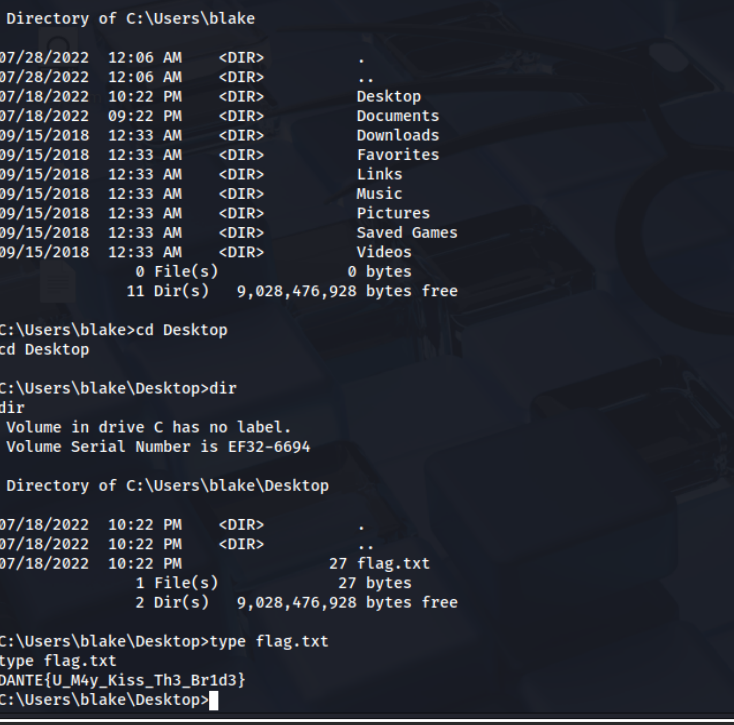 Directory of C:\Users\blake
07/28/2022  12:06 AM    <DIR>          .
07/28/2022  12:06 AM    <DIR>          ..
07/18/2022  10:22 PM    <DIR>          Desktop
07/18/2022  09:22 PM    <DIR>          Documents
09/15/2018  12:33 AM    <DIR>          Downloads
09/15/2018  12:33 AM    <DIR>          Favorites
09/15/2018  12:33 AM    <DIR>          Links
09/15/2018  12:33 AM    <DIR>          Music
09/15/2018  12:33 AM    <DIR>          Pictures
09/15/2018  12:33 AM    <DIR>          Saved Games
09/15/2018  12:33 AM    <DIR>          Videos
0 File(s)              0 bytes
11 Dir(s)   9,028,476,928 bytes free
C:\Users\blake>cd Desktop
cd Desktop
C:\Users\blake\Desktop>dir
dir
Volume in drive C has no label.
Volume Serial Number is EF32-6694
Directory of C:\Users\blake\Desktop
07/18/2022  10:22 PM    <DIR>          .
07/18/2022  10:22 PM    <DIR>          ..
07/18/2022  10:22 PM                27 flag.txt
1 File(s)             27 bytes
2 Dir(s)   9,028,476,928 bytes free
C:\Users\blake\Desktop>type flag.txt
type flag.txt
DANTE{U_M4y_Kiss_Th3_Br1d3}
C:\Users\blake\Desktop>